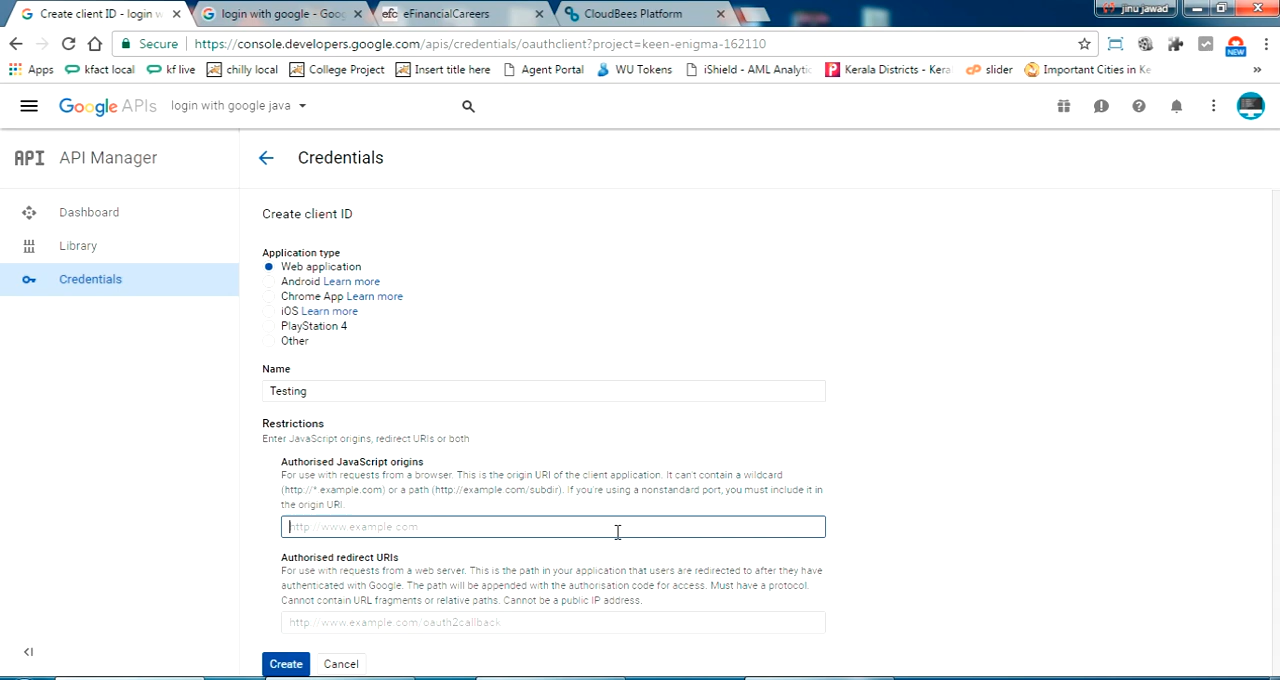 Create client ID - login w
login with google - Goo
efc eFinancialCareers
CloudBees Platform
jinu jawad
Secure
https://console.developers.google.com/apis/credentials/oauthclient?project=keen-enigma-162110
NEW
Apps
kfact local
kf live
chilly local
College Project
Insert title here
Agent Portal
WU Tokens
iShield - AML Analytic
Kerala Districts - Kera
slider
Important Cities in Ke
»
Google APIs
login with google java
API API Manager
Credentials
Dashboard
Library
Credentials
Create client ID
Application type
Web application
Android Learn more
Chrome App Learn more
iOS Learn more
PlayStation 4
Other
Name
Testing
Restrictions
Enter JavaScript origins, redirect URIs or both
Authorised JavaScript origins
For use with requests from a browser. This is the origin URI of the client application. It can't contain a wildcard
(http://*.example.com) or a path (http://example.com/subdir). If you're using a nonstandard port, you must include it in
the origin URI.
http://www.example.com
Authorised redirect URIs
For use with requests from a web server. This is the path in your application that users are redirected to after they have
authenticated with Google. The path will be appended with the authorisation code for access. Must have a protocol.
Cannot contain URL fragments or relative paths. Cannot be a public IP address.
http://www.example.com/oauth2callback
Create
Cancel